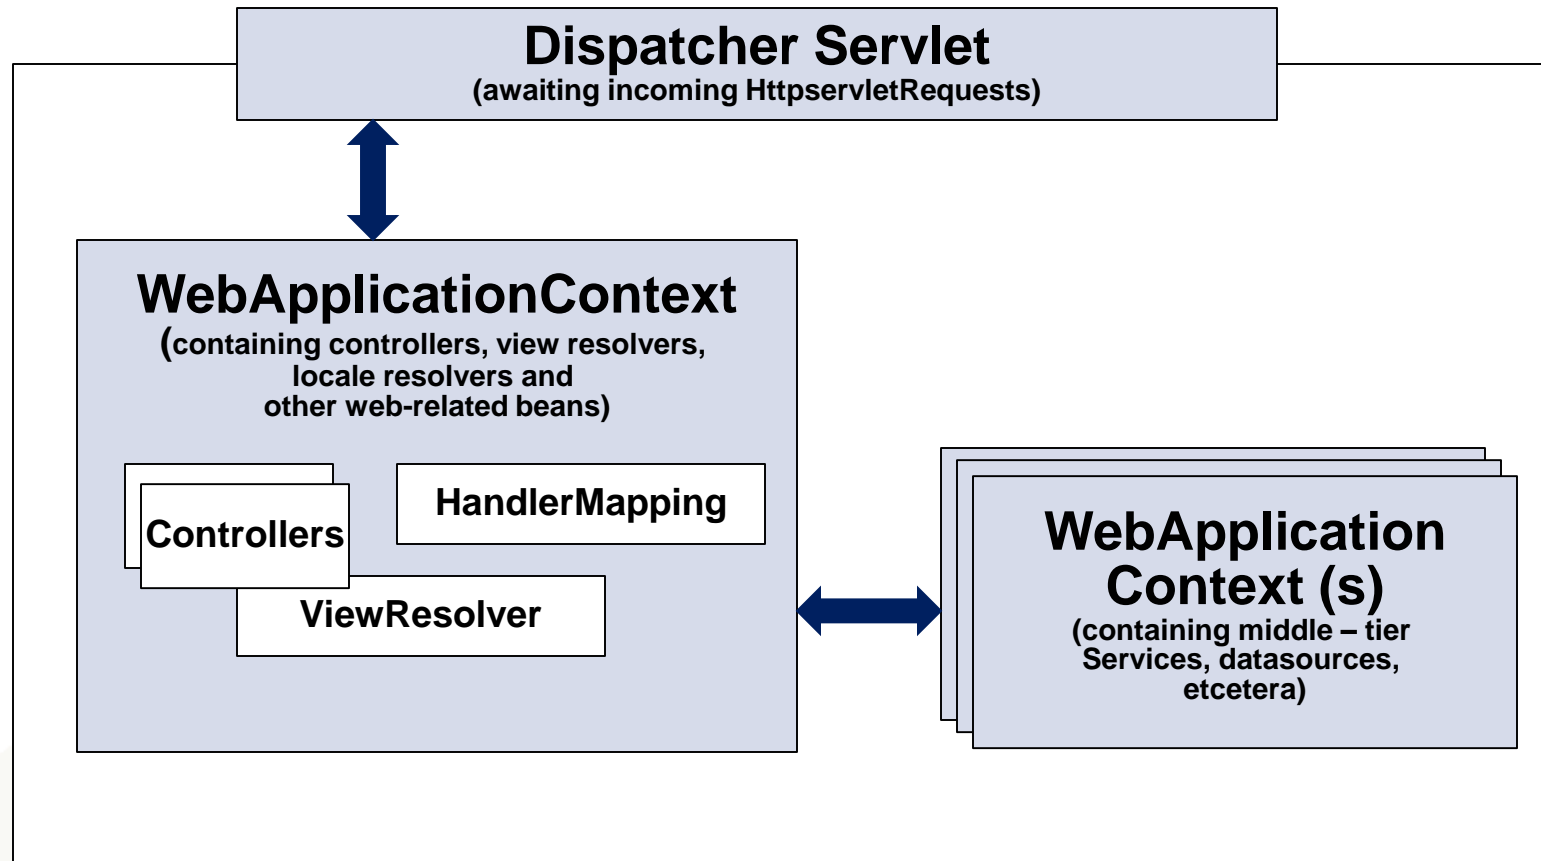 Dispatcher Servlet
(awaiting incoming HttpservletRequests)
WebApplicationContext
(containing controllers, view resolvers,
locale resolvers and
other web-related beans)
HandlerMapping
Controllers
ViewResolver
WebApplication
Context (s)
(containing middle – tier
Services, datasources,
etcetera)